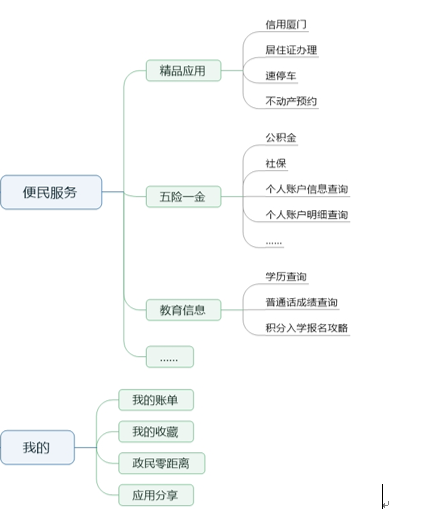 便民服务
精品应用
信用厦门
居住证办理
速停车
不动产预约
五险一金
公积金
社保
个人账户信息查询
个人账户明细查询
......
教育信息
学历查询
普通话成绩查询
积分入学报名攻略
......
我的
我的账单
我的收藏
政民零距离
应用分享